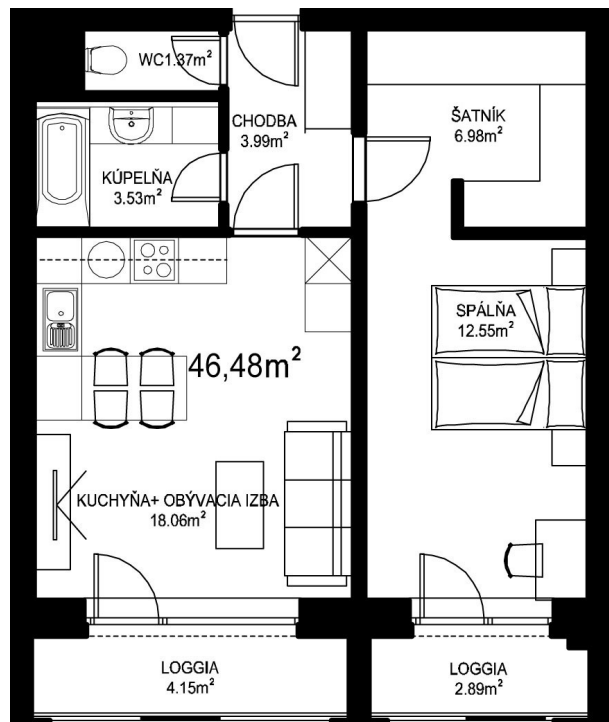 WC1.37m²
CHODBA
3.99m²
ŠATNÍK
6.98m²
KÚPELŇA
3.53m²
SPÁLŇA
12.55m²
46,48m²
KUCHYŇA+ OBÝVACIA IZBA
18.06m²
LOGGIA
4.15m²
LOGGIA
2.89m²